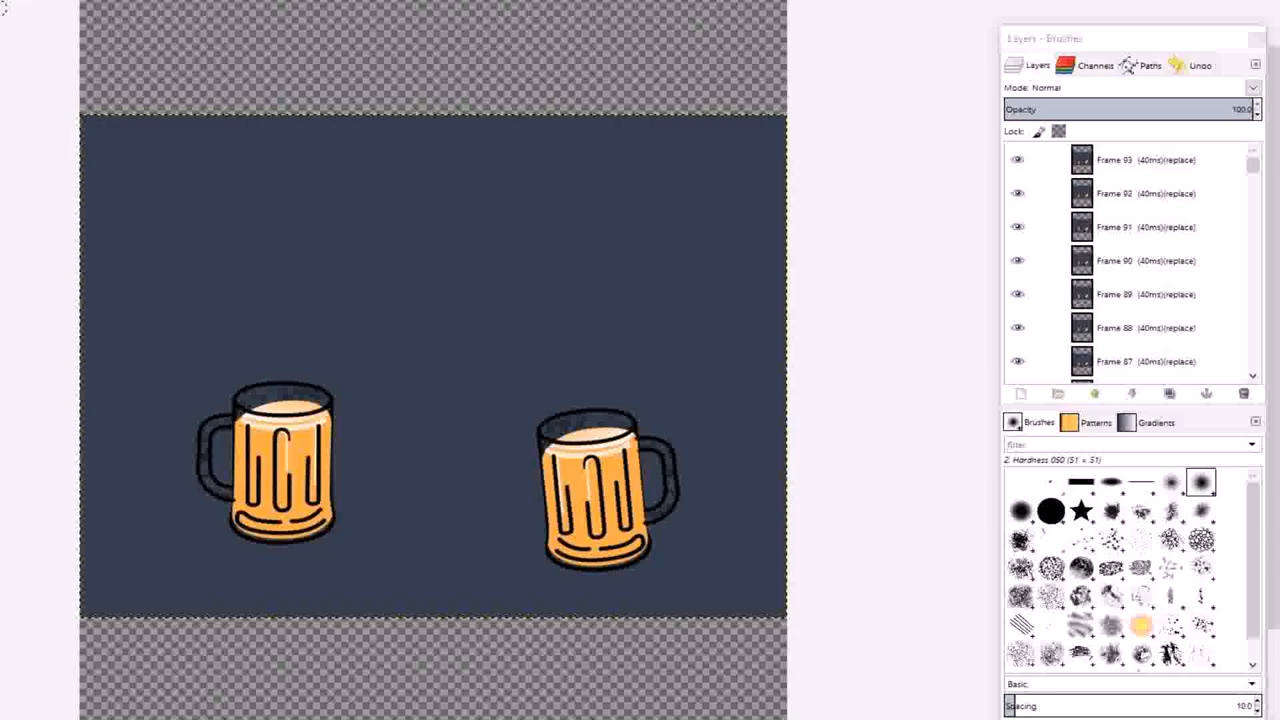 Layers - Brushes
Layers Channels Paths Undo
Mode: Normal
Opacity 100.0
Lock:
Frame 93 (40ms)(replace)
Frame 92 (40ms)(replace)
Frame 91 (40ms)(replace)
Frame 90 (40ms)(replace)
Frame 89 (40ms)(replace)
Frame 88 (40ms)(replace)
Frame 87 (40ms)(replace)
Brushes Patterns Gradients
filter
2. Hardness 050 (51 × 51)
Basic,
Spacing 10.0